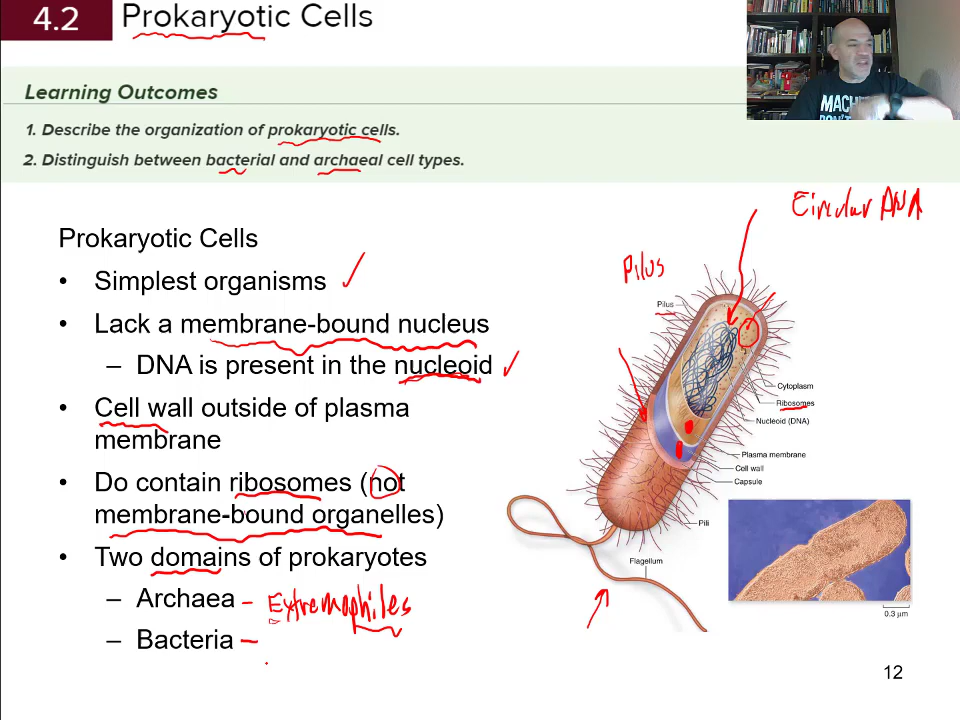 4.2 Prokaryotic Cells
Learning Outcomes
1. Describe the organization of prokaryotic cells.
2. Distinguish between bacterial and archaeal cell types.
Prokaryotic Cells
• Simplest organisms
• Lack a membrane-bound nucleus
– DNA is present in the nucleoid
• Cell wall outside of plasma
membrane
• Do contain ribosomes (not
membrane-bound organelles)
• Two domains of prokaryotes
– Archaea - Extremophiles
– Bacteria -
Circular DNA
Pilus
Pilus
Cytoplasm
Ribosomes
Nucleoid (DNA)
Plasma membrane
Cell wall
Capsule
Pili
Flagellum
0.3 µm
12